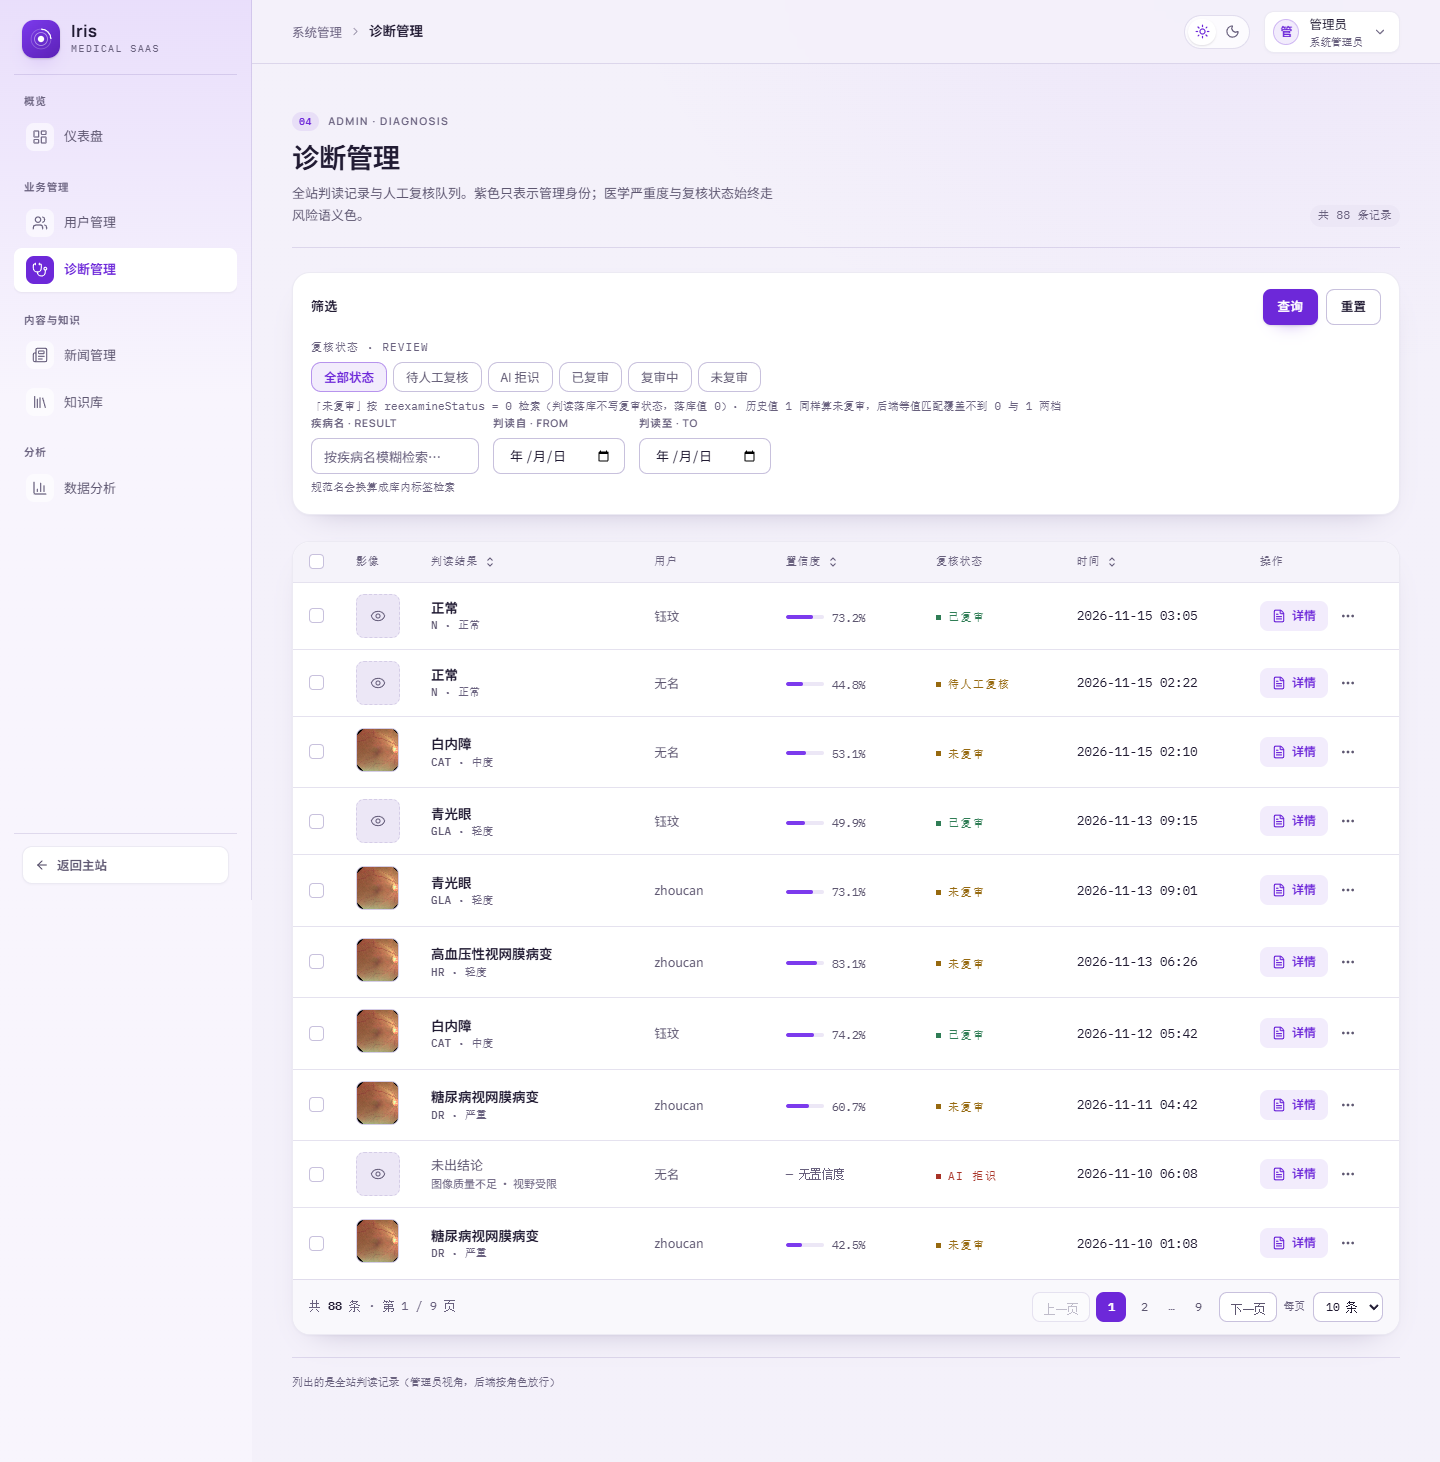 Iris
MEDICAL SAAS
概览
仪表盘
业务管理
用户管理
诊断管理
内容与知识
新闻管理
知识库
分析
数据分析
返回主站
系统管理
诊断管理
管
管理员
系统管理员
04
ADMIN · DIAGNOSIS
诊断管理
全站判读记录与人工复核队列。紫色只表示管理身份；医学严重度与复核状态始终走
风险语义色。
共 88 条记录
筛选
查询
重置
复核状态 · REVIEW
全部状态
待人工复核
AI 拒识
已复审
复审中
未复审
「未复审」按 reexamineStatus = 0 检索（判读落库不写复审状态，落库值 0）· 历史值 1 同样算未复审，后端等值匹配覆盖不到 0 与 1 两档
疾病名 · RESULT
判读自 · FROM
判读至 · TO
按疾病名模糊检索…
年 /月/日
年 /月/日
规范名会换算成库内标签检索
影像 判读结果 用户 置信度 复核状态 时间 操作
正常
N · 正常
钰玟
73.2%
已复审
2026-11-15 03:05
详情
正常
N · 正常
无名
44.8%
待人工复核
2026-11-15 02:22
详情
白内障
CAT · 中度
无名
53.1%
未复审
2026-11-15 02:10
详情
青光眼
GLA · 轻度
钰玟
49.9%
已复审
2026-11-13 09:15
详情
青光眼
GLA · 轻度
zhoucan
73.1%
未复审
2026-11-13 09:01
详情
高血压性视网膜病变
HR · 轻度
zhoucan
83.1%
未复审
2026-11-13 06:26
详情
白内障
CAT · 中度
钰玟
74.2%
已复审
2026-11-12 05:42
详情
糖尿病视网膜病变
DR · 严重
zhoucan
60.7%
未复审
2026-11-11 04:42
详情
未出结论
图像质量不足 · 视野受限
无名
— 无置信度
AI 拒识
2026-11-10 06:08
详情
糖尿病视网膜病变
DR · 严重
zhoucan
42.5%
未复审
2026-11-10 01:08
详情
共 88 条 · 第 1 / 9 页
上一页
1
2
…
9
下一页
每页
10 条
列出的是全站判读记录（管理员视角，后端按角色放行）